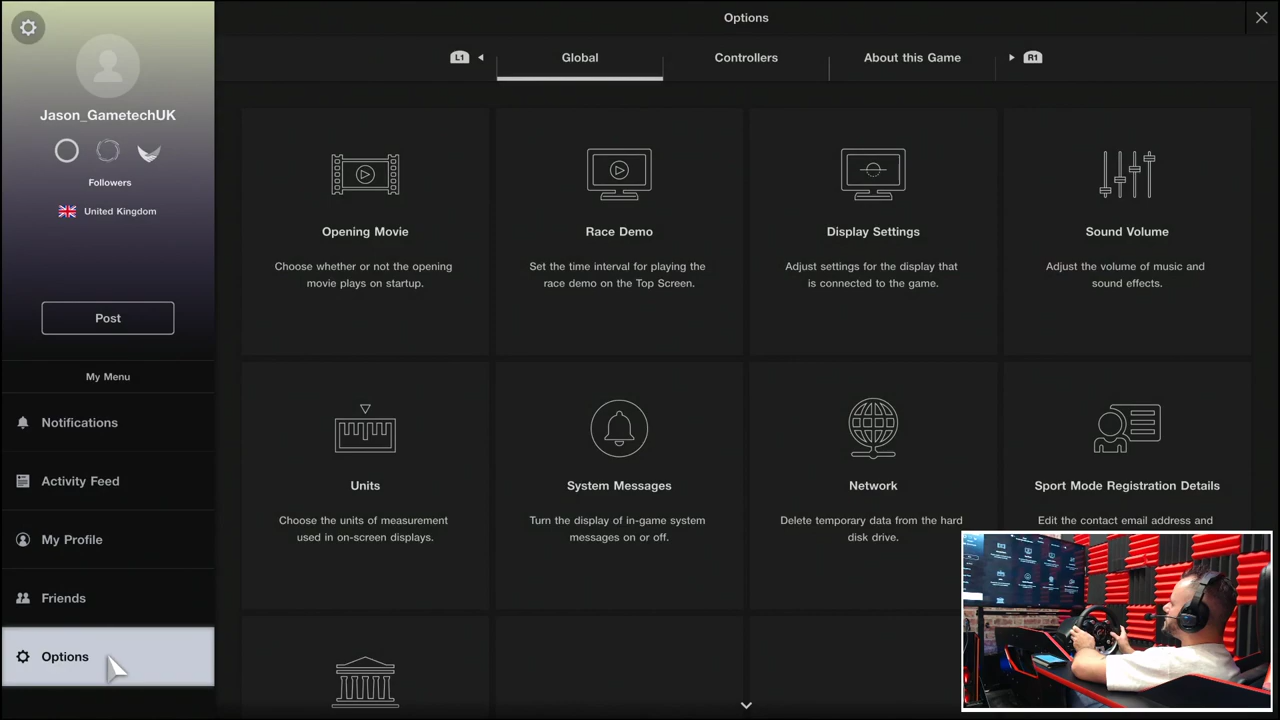 Options
L1
Global
Controllers
About this Game
R1
Jason_GametechUK
Followers
United Kingdom
Post
My Menu
Notifications
Activity Feed
My Profile
Friends
Options
Opening Movie
Choose whether or not the opening
movie plays on startup.
Race Demo
Set the time interval for playing the
race demo on the Top Screen.
Display Settings
Adjust settings for the display that
is connected to the game.
Sound Volume
Adjust the volume of music and
sound effects.
Units
Choose the units of measurement
used in on-screen displays.
System Messages
Turn the display of in-game system
messages on or off.
Network
Delete temporary data from the hard
disk drive.
Sport Mode Registration Details
Edit the contact email address and